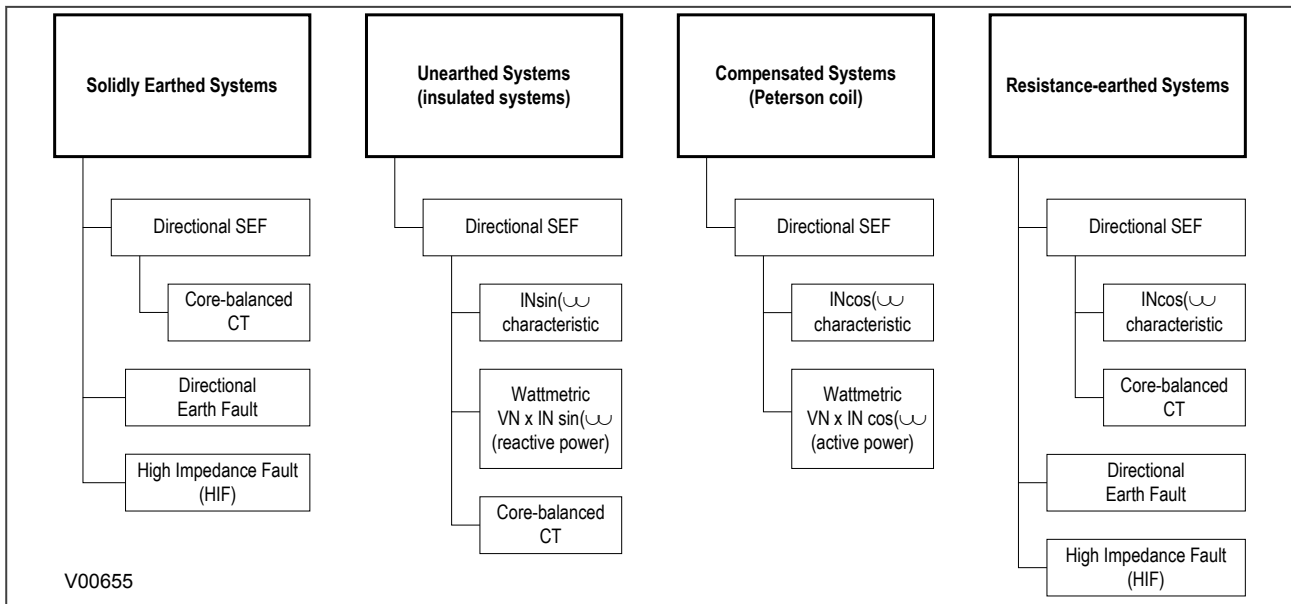 Solidly Earthed Systems
Directional SEF
Core-balanced
CT
Directional
Earth Fault
High Impedance Fault
(HIF)
Unearthed Systems
(insulated systems)
Directional SEF
INsin(
characteristic
Wattmetric
VN x IN sin(
(reactive power)
Core-balanced
CT
Compensated Systems
(Peterson coil)
Directional SEF
INcos(
characteristic
Wattmetric
VN x IN cos(
(active power)
Resistance-earthed Systems
Directional SEF
INcos(
characteristic
Core-balanced
CT
Directional
Earth Fault
High Impedance Fault
(HIF)
V00655